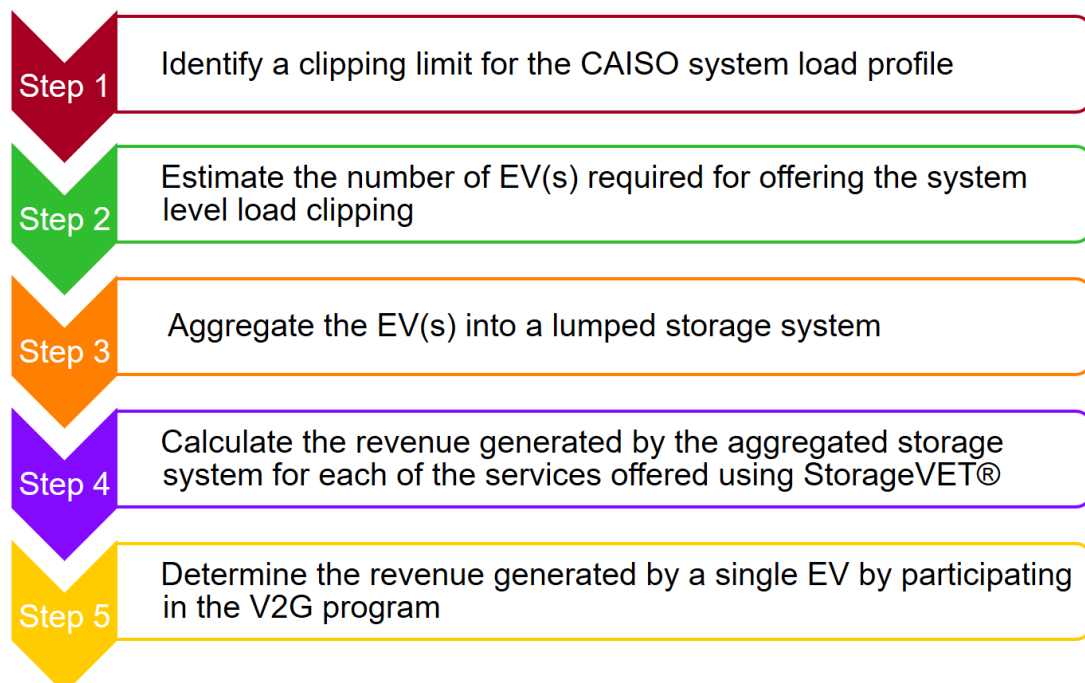 Step 1
Identify a clipping limit for the CAISO system load profile
Step 2
Estimate the number of EV(s) required for offering the system
level load clipping
Step 3
Aggregate the EV(s) into a lumped storage system
Step 4
Calculate the revenue generated by the aggregated storage
system for each of the services offered using StorageVET®
Step 5
Determine the revenue generated by a single EV by participating
in the V2G program